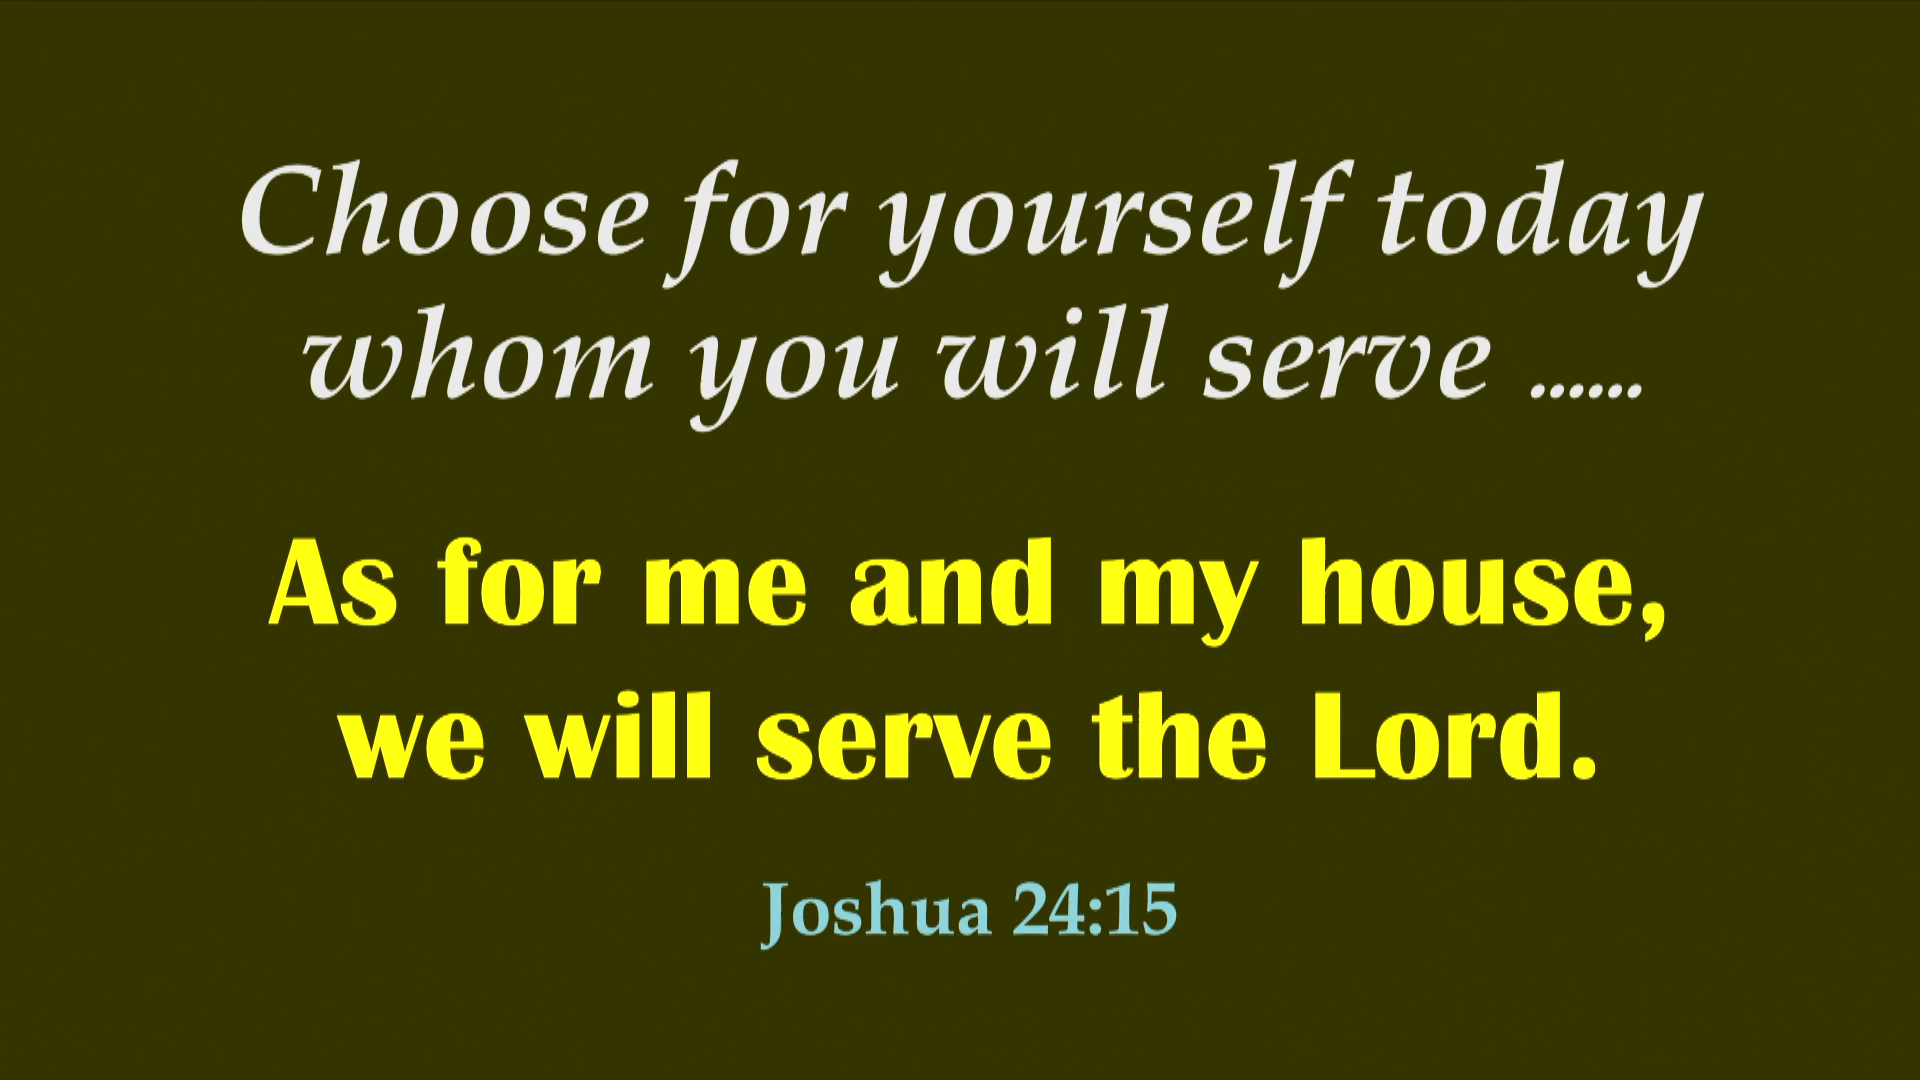 Choose for yourself today
whom you will serve ......
As for me and my house,
we will serve the Lord.
Joshua 24:15